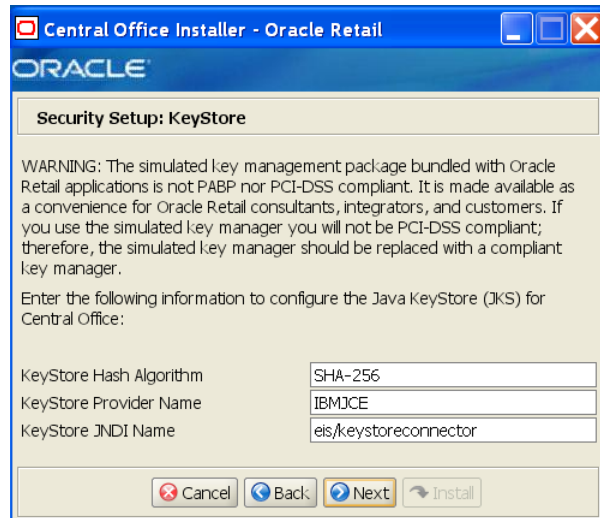 Central Office Installer - Oracle Retail
ORACLE
Security Setup: KeyStore
WARNING: The simulated key management package bundled with Oracle
Retail applications is not PABP nor PCI-DSS compliant. It is made available as
a convenience for Oracle Retail consultants, integrators, and customers. If
you use the simulated key manager you will not be PCI-DSS compliant;
therefore, the simulated key manager should be replaced with a compliant
key manager.
Enter the following information to configure the Java KeyStore (JKS) for
Central Office:
KeyStore Hash Algorithm SHA-256
KeyStore Provider Name IBMJCE
KeyStore JNDI Name eis/keystoreconnector
Cancel Back Next Install